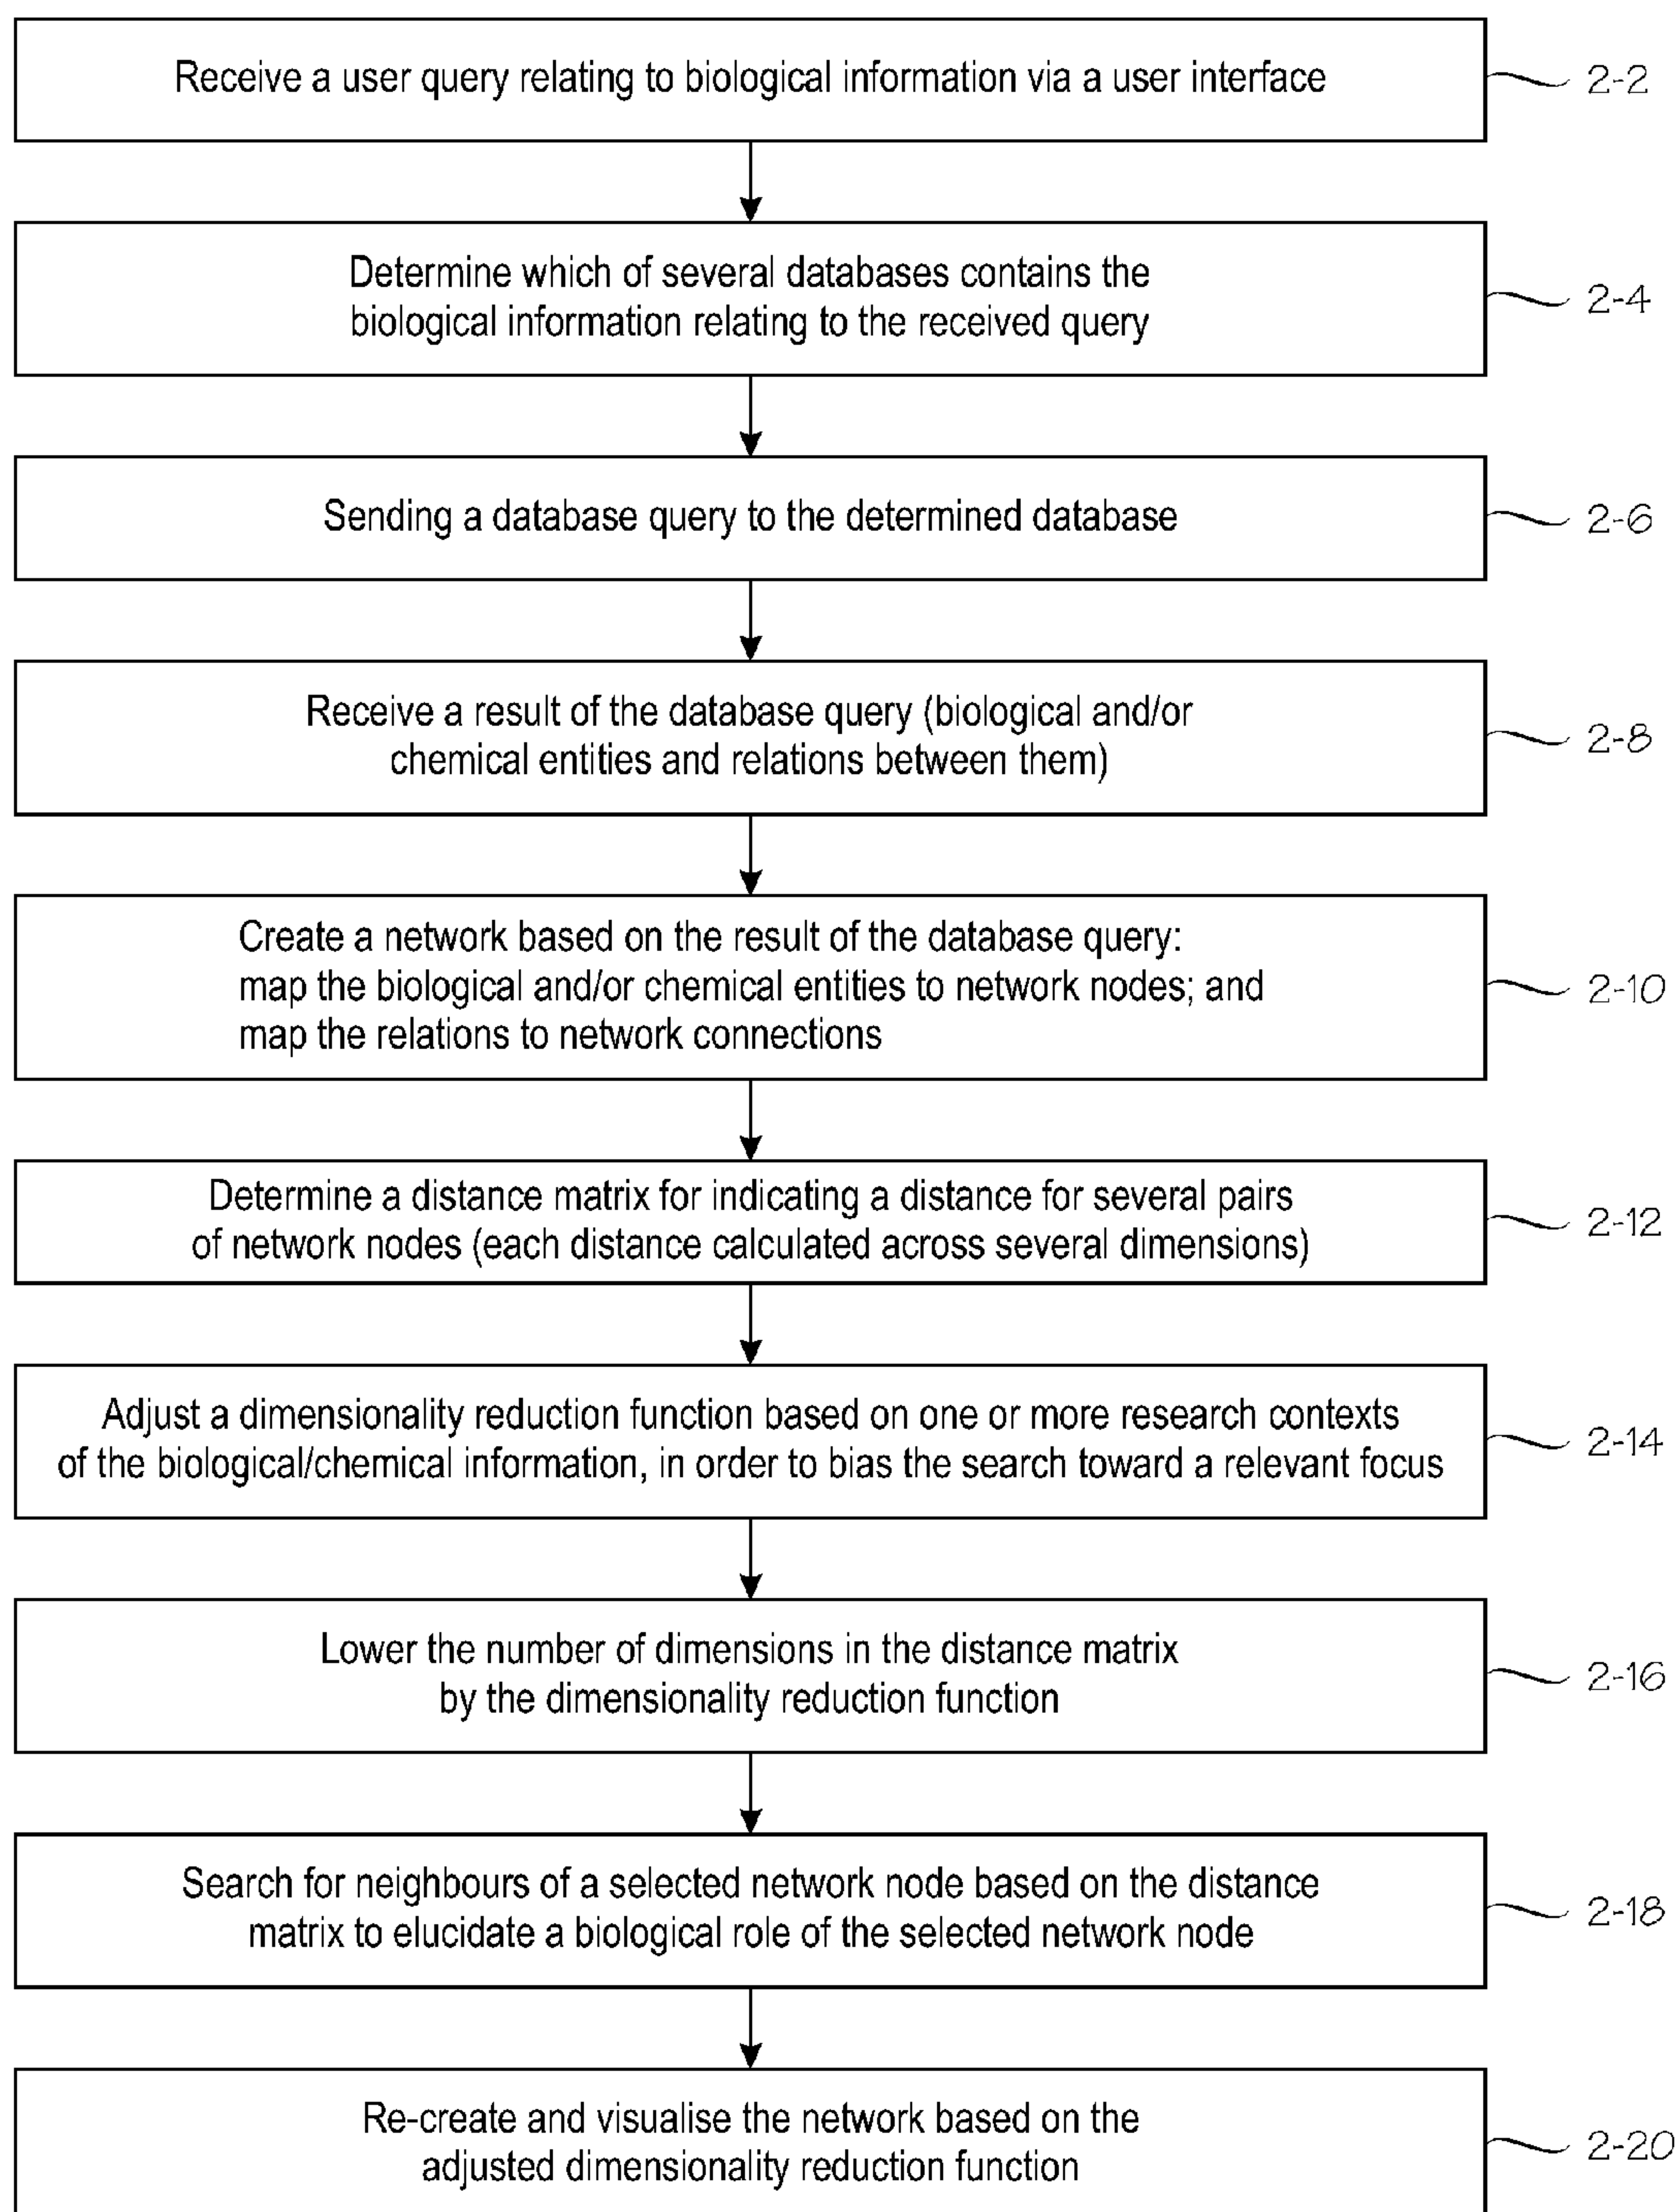 Receive a user query relating to biological information via a user interface
2-2
Determine which of several databases contains the
biological information relating to the received query
2-4
Sending a database query to the determined database
2-6
Receive a result of the database query (biological and/or
chemical entities and relations between them)
2-8
Create a network based on the result of the database query:
map the biological and/or chemical entities to network nodes; and
map the relations to network connections
2-10
Determine a distance matrix for indicating a distance for several pairs
of network nodes (each distance calculated across several dimensions)
2-12
Adjust a dimensionality reduction function based on one or more research contexts
of the biological/chemical information, in order to bias the search toward a relevant focus
2-14
Lower the number of dimensions in the distance matrix
by the dimensionality reduction function
2-16
Search for neighbours of a selected network node based on the distance
matrix to elucidate a biological role of the selected network node
2-18
Re-create and visualise the network based on the
adjusted dimensionality reduction function
2-20